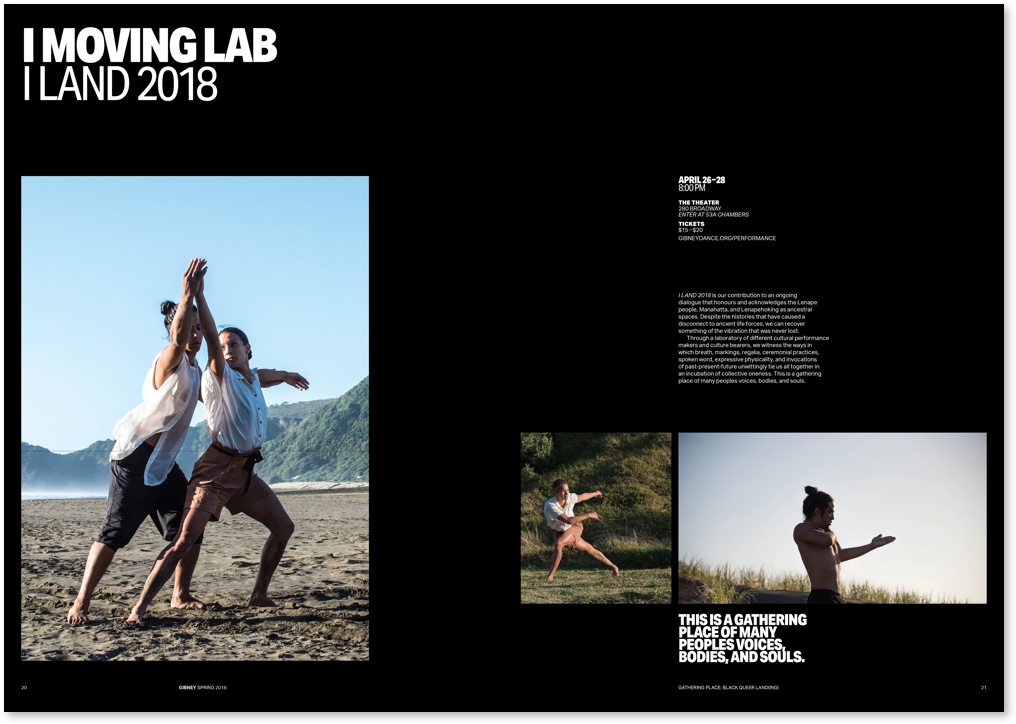 I MOVING LAB
I LAND 2018
APRIL 26–28
8:00 PM
THE THEATER
280 BROADWAY
ENTER AT 53A CHAMBERS
TICKETS
$15–$20
GIBNEYDANCE.ORG/PERFORMANCE
I LAND 2018 is our contribution to an ongoing
dialogue that honours and acknowledges the Lenape
people, Manahatta, and Lenapehoking as ancestral
spaces. Despite the histories that have caused a
disconnect to ancient life forces, we can recover
something of the vibration that was never lost.
Through a laboratory of different cultural performance
makers and culture bearers, we witness the ways in
which breath, markings, regalia, ceremonial practices,
spoken word, expressive physicality, and invocations
of past-present-future unwittingly tie us all together in
an incubation of collective oneness. This is a gathering
place of many peoples voices, bodies, and souls.
THIS IS A GATHERING
PLACE OF MANY
PEOPLES VOICES,
BODIES, AND SOULS.
20
GIBNEY SPRING 2018
GATHERING PLACE: BLACK QUEER LAND(ING)
21